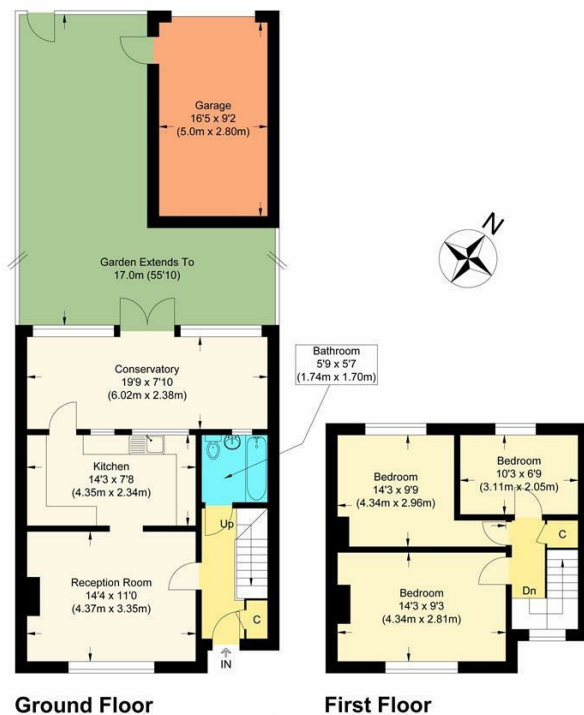 Garage
16'5 x 9'2
(5.0m x 2.80m)
N
Garden Extends To
17.0m (55'10)
Bathroom
5'9 x 5'7
(1.74m x 1.70m)
Conservatory
19'9 x 7'10
(6.02m x 2.38m)
Kitchen
14'3 x 7'8
(4.35m x 2.34m)
Up
Reception Room
14'4 x 11'0
(4.37m x 3.35m)
C
IN
Bedroom
14'3 x 9'9
(4.34m x 2.96m)
Bedroom
10'3 x 6'9
(3.11m x 2.05m)
C
Dn
Bedroom
14'3 x 9'3
(4.34m x 2.81m)
Ground Floor
First Floor